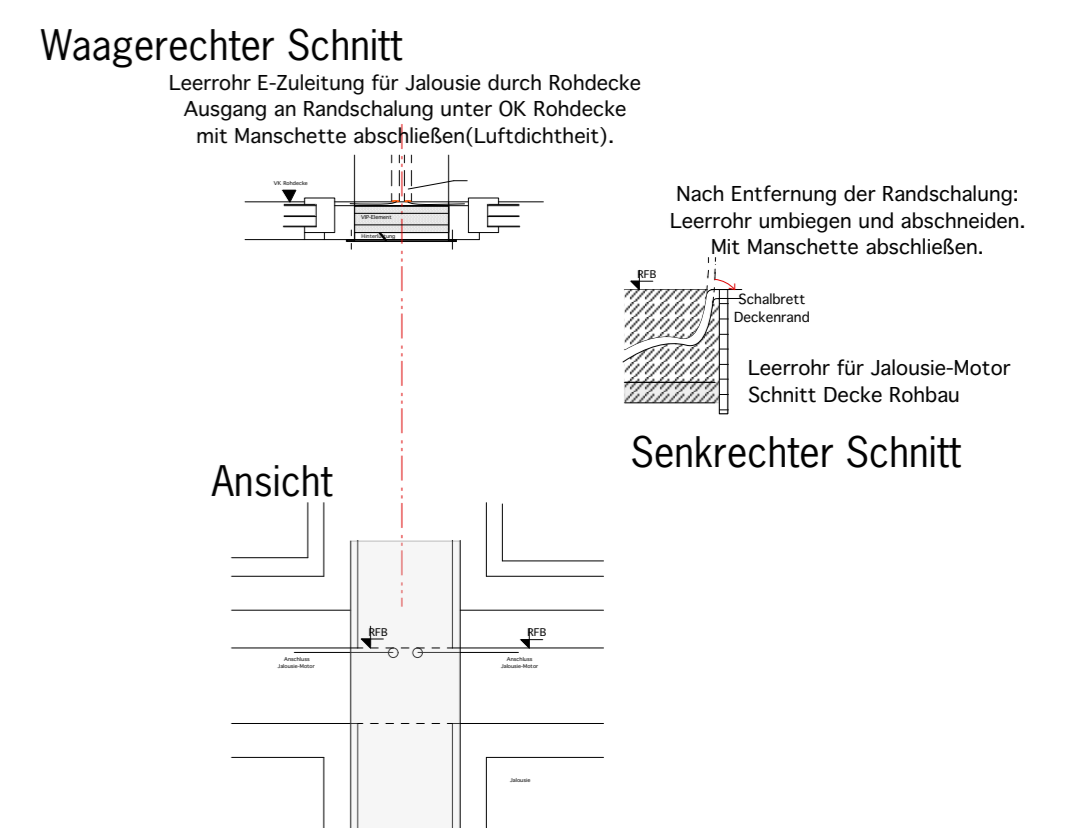 Waagerechter Schnitt
Leerrohr E-Zuleitung für Jalousie durch Rohdecke
Ausgang an Randschalung unter OK Rohdecke
mit Manschette abschließen(Luftdichtheit).
VK Rohdecke
VIP-Element
Hinterlüftung
Nach Entfernung der Randschalung:
Leerrohr umbiegen und abschneiden.
Mit Manschette abschließen.
RFB
Schalbrett
Deckenrand
Leerrohr für Jalousie-Motor
Schnitt Decke Rohbau
Senkrechter Schnitt
Ansicht
RFB
RFB
Anschluss
Jalousie-Motor
Anschluss
Jalousie-Motor
Jalousie